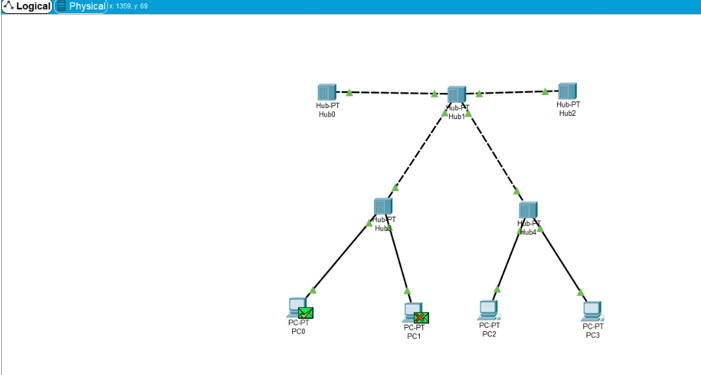 Logical Physical x: 1359, y: 69
Hub-PT
Hub0
Hub-PT
Hub1
Hub-PT
Hub2
Hub-PT
Hub-PT
Hub4
PC-PT
PC0
PC-PT
PC1
PC-PT
PC2
PC-PT
PC3